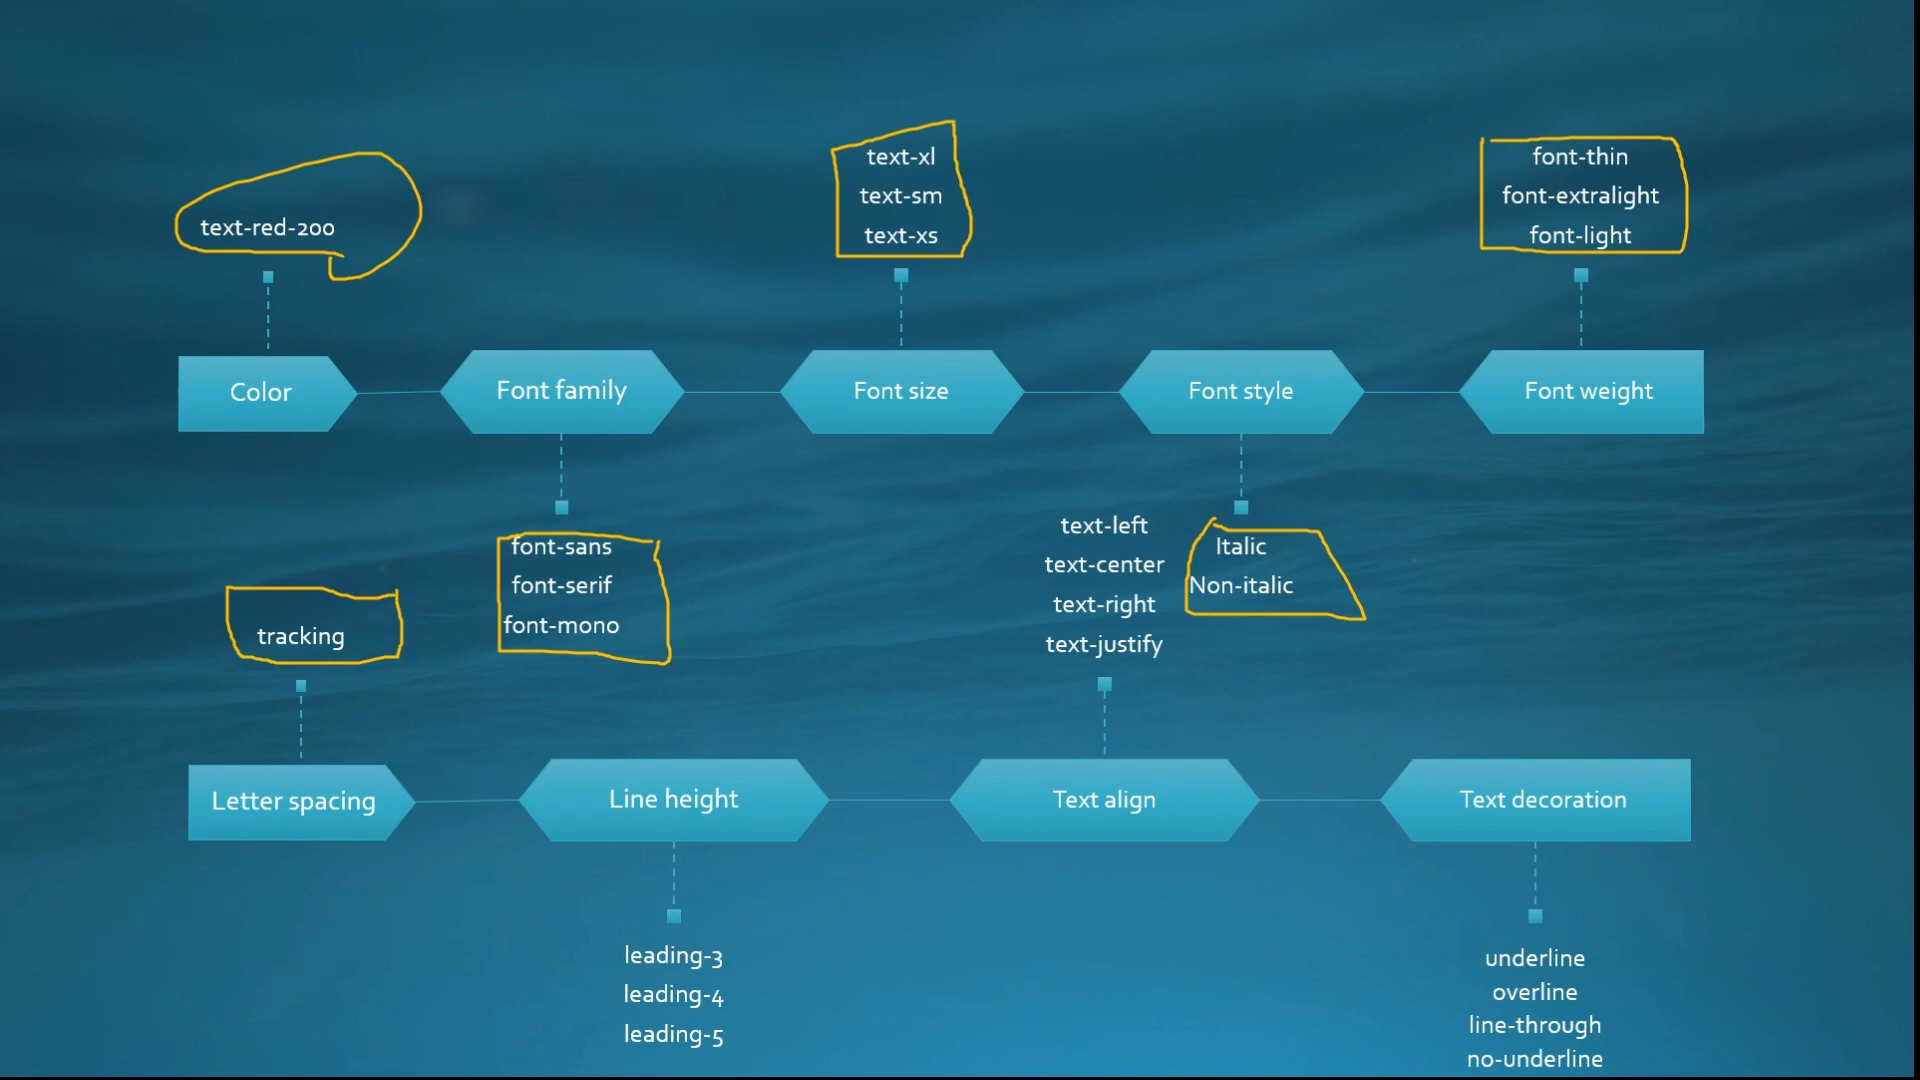 text-red-200
text-xl
text-sm
text-xs
font-thin
font-extralight
font-light
Color
Font family
Font size
Font style
Font weight
font-sans
font-serif
font-mono
Italic
Non-italic
tracking
text-left
text-center
text-right
text-justify
Letter spacing
Line height
Text align
Text decoration
leading-3
leading-4
leading-5
underline
overline
line-through
no-underline